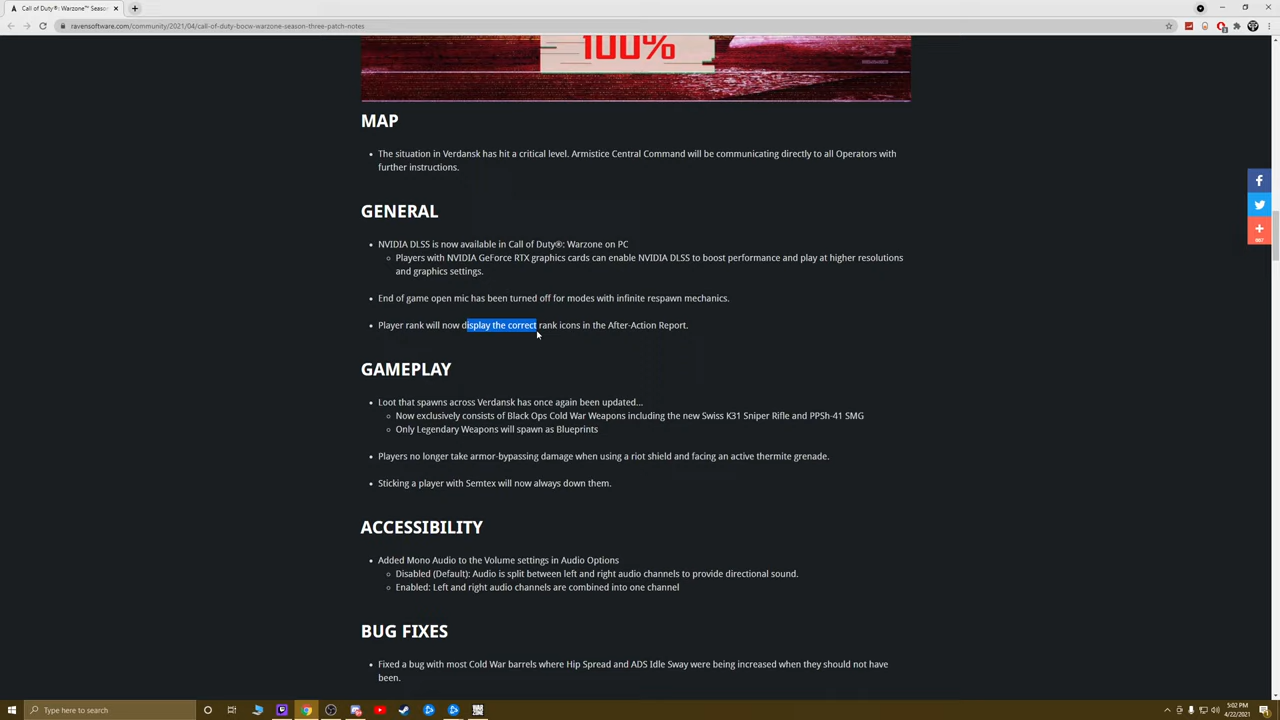 Call of Duty®: Warzone™ Season
ravensoftware.com/community/2021/04/call-of-duty-bocw-warzone-season-three-patch-notes
100%
MAP
• The situation in Verdansk has hit a critical level. Armistice Central Command will be communicating directly to all Operators with
further instructions.
GENERAL
• NVIDIA DLSS is now available in Call of Duty®: Warzone on PC
Players with NVIDIA GeForce RTX graphics cards can enable NVIDIA DLSS to boost performance and play at higher resolutions
and graphics settings.
• End of game open mic has been turned off for modes with infinite respawn mechanics.
• Player rank will now display the correct rank icons in the After-Action Report.
GAMEPLAY
• Loot that spawns across Verdansk has once again been updated...
Now exclusively consists of Black Ops Cold War Weapons including the new Swiss K31 Sniper Rifle and PPSh-41 SMG
Only Legendary Weapons will spawn as Blueprints
• Players no longer take armor-bypassing damage when using a riot shield and facing an active thermite grenade.
• Sticking a player with Semtex will now always down them.
ACCESSIBILITY
• Added Mono Audio to the Volume settings in Audio Options
Disabled (Default): Audio is split between left and right audio channels to provide directional sound.
Enabled: Left and right audio channels are combined into one channel
BUG FIXES
• Fixed a bug with most Cold War barrels where Hip Spread and ADS Idle Sway were being increased when they should not have
been.
Type here to search
5:02 PM
4/22/2021